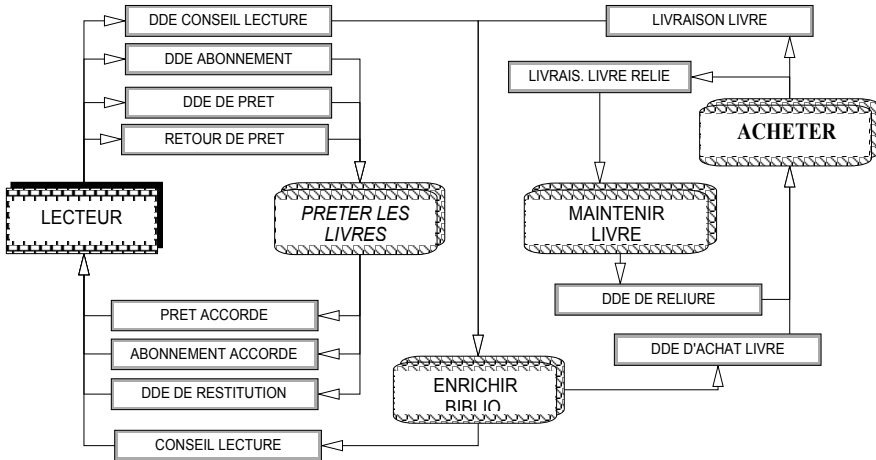 DDE CONSEIL LECTURE
LIVRAISON LIVRE
DDE ABONNEMENT
LIVRAIS. LIVRE RELIE
DDE DE PRET
ACHETER
RETOUR DE PRET
LECTEUR
PRETER LES
LIVRES
MAINTENIR
LIVRE
DDE DE RELIURE
PRET ACCORDE
DDE D'ACHAT LIVRE
ABONNEMENT ACCORDE
DDE DE RESTITUTION
ENRICHIR
BIBLIO
CONSEIL LECTURE